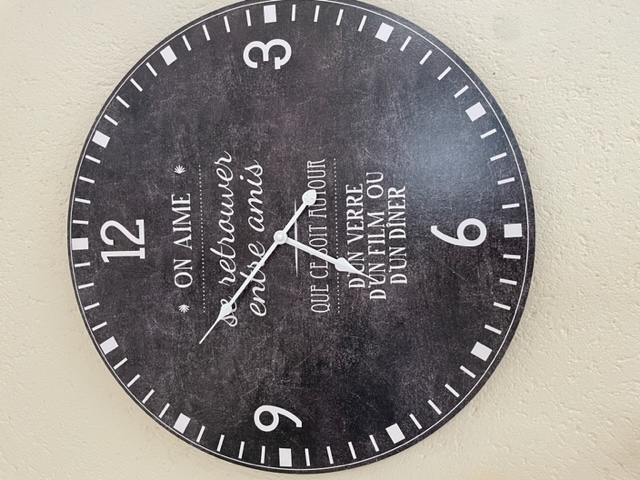 12
ON AIME
se retrouver
entre amis
9 3
QUE CE SOIT AUTOUR
D'UN VERRE
D'UN FILM OU
D'UN DÎNER
6